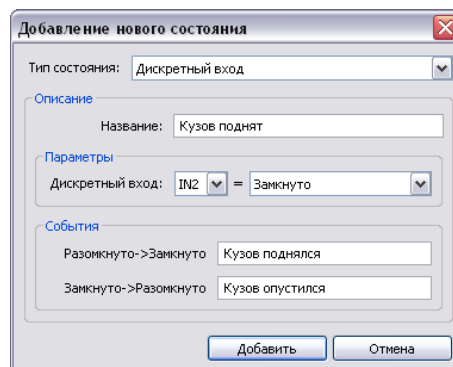 Добавление нового состояния
Тип состояния: Дискретный вход
Описание
Название: Кузов поднят
Параметры
Дискретный вход: IN2 = Замкнуто
События
Разомкнуто->Замкнуто Кузов поднялся
Замкнуто->Разомкнуто Кузов опустился
Добавить Отмена